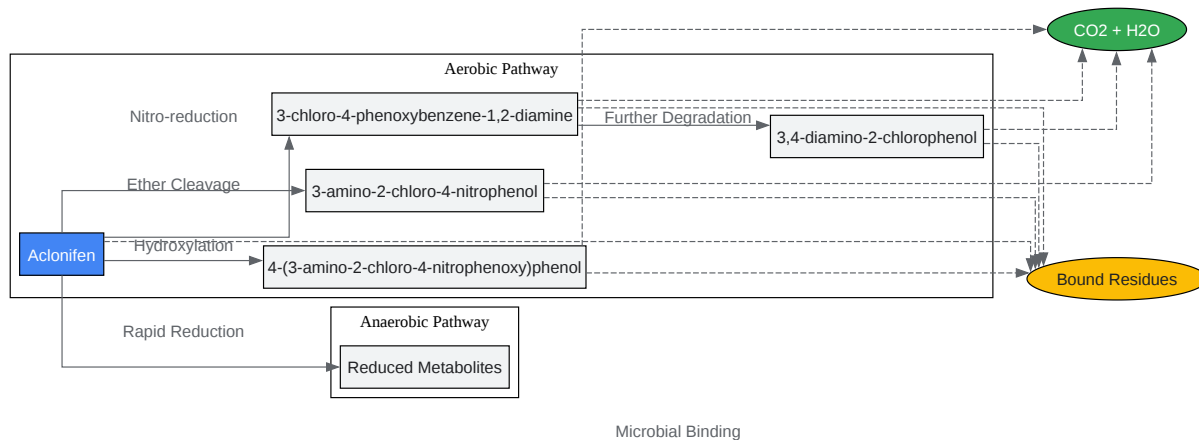 CO2 + H2O
Aerobic Pathway
Nitro-reduction
3-chloro-4-phenoxybenzene-1,2-diamine
Further Degradation
3,4-diamino-2-chlorophenol
Ether Cleavage
3-amino-2-chloro-4-nitrophenol
Aclonifen
Hydroxylation
4-(3-amino-2-chloro-4-nitrophenoxy)phenol
Bound Residues
Rapid Reduction
Anaerobic Pathway
Reduced Metabolites
Microbial Binding